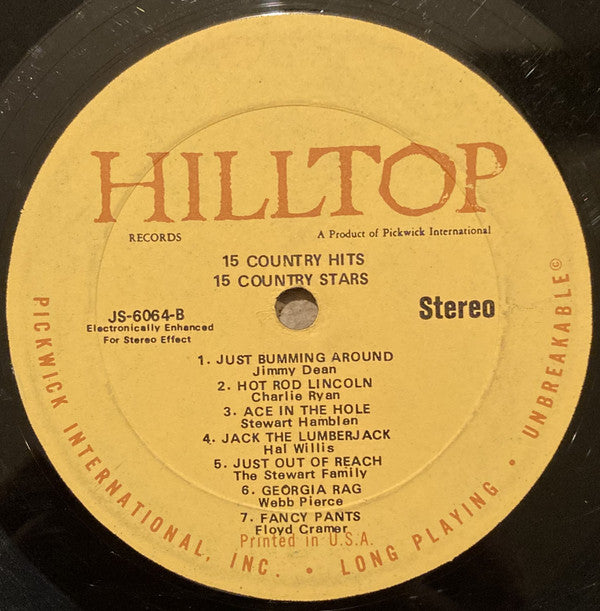 HILLTOP
RECORDS
A Product of Pickwick International
15 COUNTRY HITS
15 COUNTRY STARS
JS-6064-B
Electronically Enhanced
For Stereo Effect
Stereo
1. JUST BUMMING AROUND
Jimmy Dean
2. HOT ROD LINCOLN
Charlie Ryan
3. ACE IN THE HOLE
Stewart Hamblen
4. JACK THE LUMBERJACK
Hal Willis
5. JUST OUT OF REACH
The Stewart Family
6. GEORGIA RAG
Webb Pierce
7. FANCY PANTS
Floyd Cramer
Printed in U.S.A.
PICKWICK INTERNATIONAL, INC. • LONG PLAYING • UNBREAKABLE ©